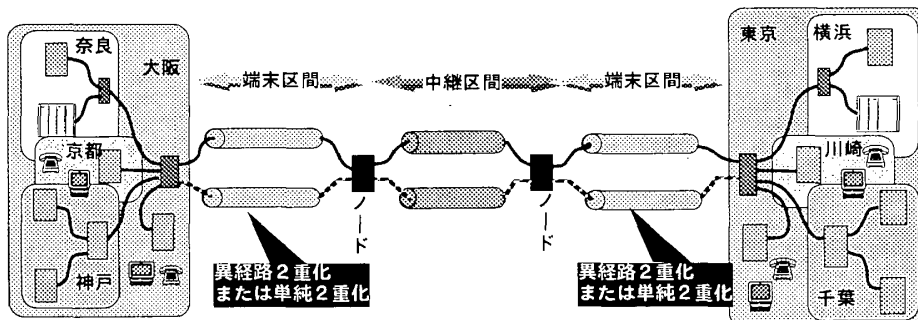 奈良
大阪
京都
神戸
端末区間
中継区間
端末区間
ノード
ノード
異経路2重化
または単純2重化
異経路2重化
または単純2重化
東京
横浜
川崎
千葉